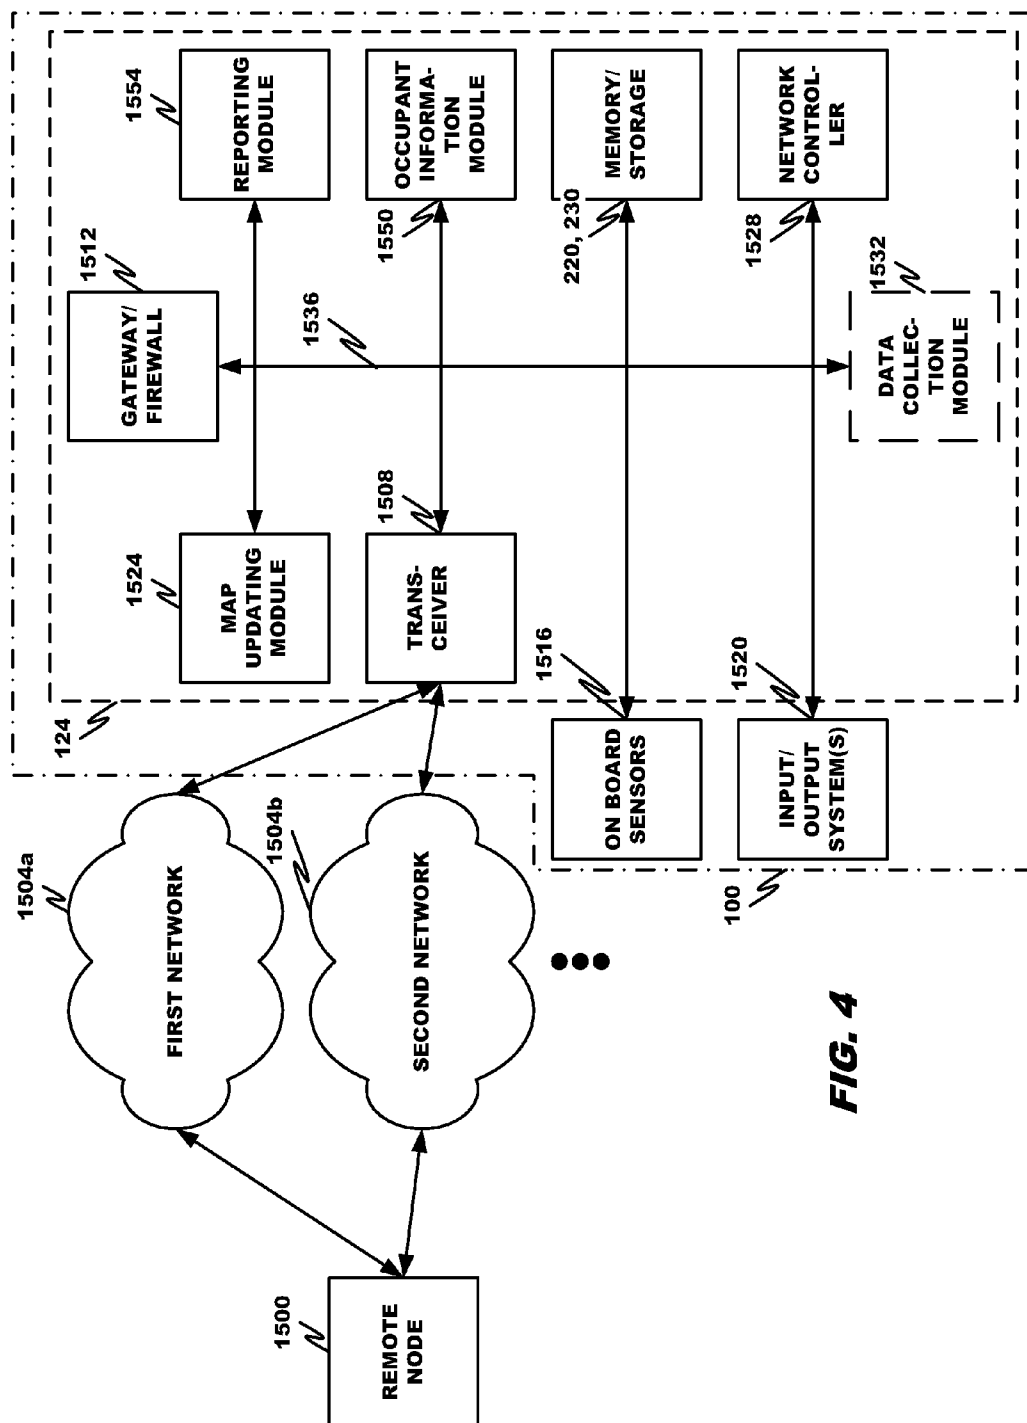 1500
REMOTE
NODE
1504a
FIRST NETWORK
1504b
SECOND NETWORK
124
1524
MAP
UPDATING
MODULE
1512
GATEWAY/
FIREWALL
1554
REPORTING
MODULE
1508
TRANS-
CEIVER
1536
1550
OCCUPANT
INFORMA-
TION
MODULE
1516
ON BOARD
SENSORS
220, 230
MEMORY/
STORAGE
100
1520
INPUT/
OUTPUT
SYSTEM(S)
1528
NETWORK
CONTROL-
LER
1532
DATA
COLLEC-
TION
MODULE
FIG. 4